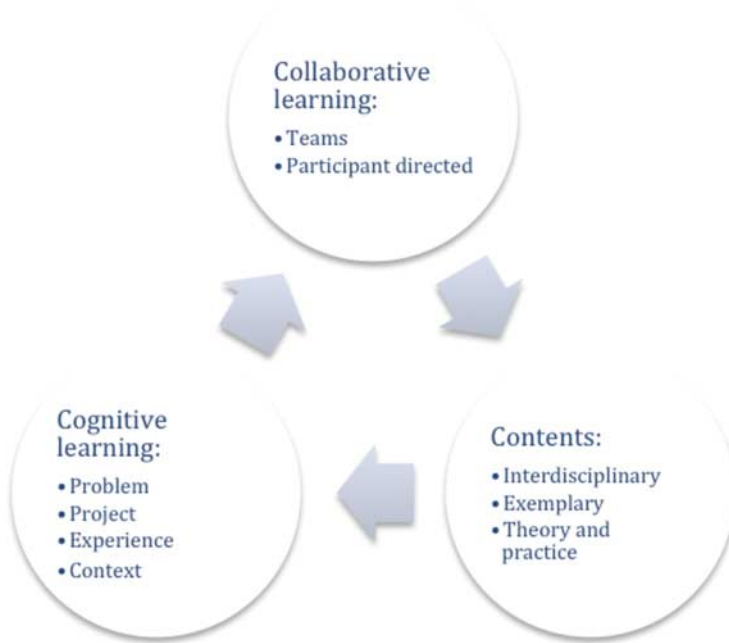 Collaborative
learning:
• Teams
• Participant directed
Cognitive
learning:
• Problem
• Project
• Experience
• Context
Contents:
• Interdisciplinary
• Exemplary
• Theory and
practice